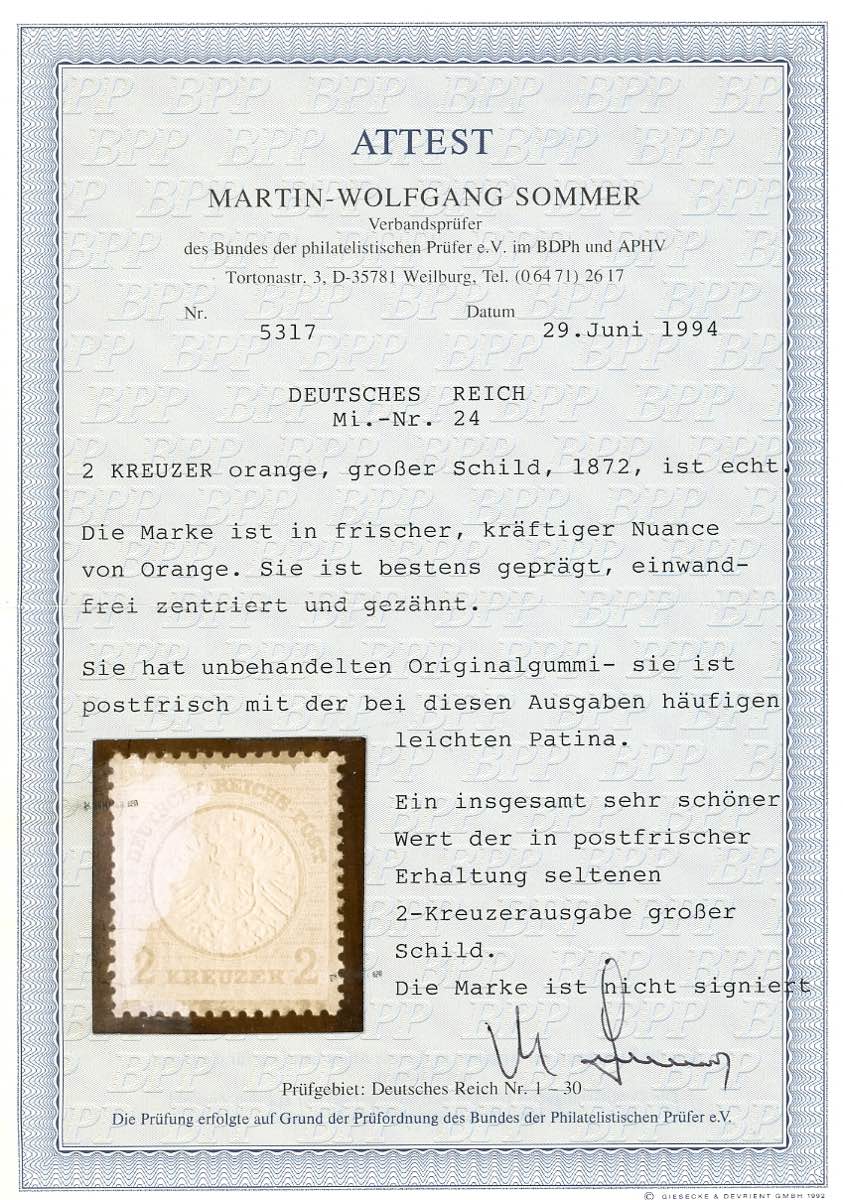 ATTEST
MARTIN-WOLFGANG SOMMER
Verbandsprüfer
des Bundes der philatelistischen Prüfer e.V. im BDPh und APHV
Tortonastr. 3, D-35781 Weilburg, Tel. (06471) 2617
Nr. 5317 Datum 29.Juni 1994
DEUTSCHES REICH
Mi.-Nr. 24
2 KREUZER orange, großer Schild, 1872, ist echt.
Die Marke ist in frischer, kräftiger Nuance
von Orange. Sie ist bestens geprägt, einwand-
frei zentriert und gezähnt.
Sie hat unbehandelten Originalgummi- sie ist
postfrisch mit der bei diesen Ausgaben häufigen
leichten Patina.
DEUTSCHE REICHS POST
2 KREUZER 2
Ein insgesamt sehr schöner
Wert der in postfrischer
Erhaltung seltenen
2-Kreuzerausgabe großer
Schild.
Die Marke ist nicht signiert
Prüfgebiet: Deutsches Reich Nr. 1 – 30
Die Prüfung erfolgte auf Grund der Prüfordnung des Bundes der Philatelistischen Prüfer e.V.
© GIESECKE & DEVRIENT GMBH 1992